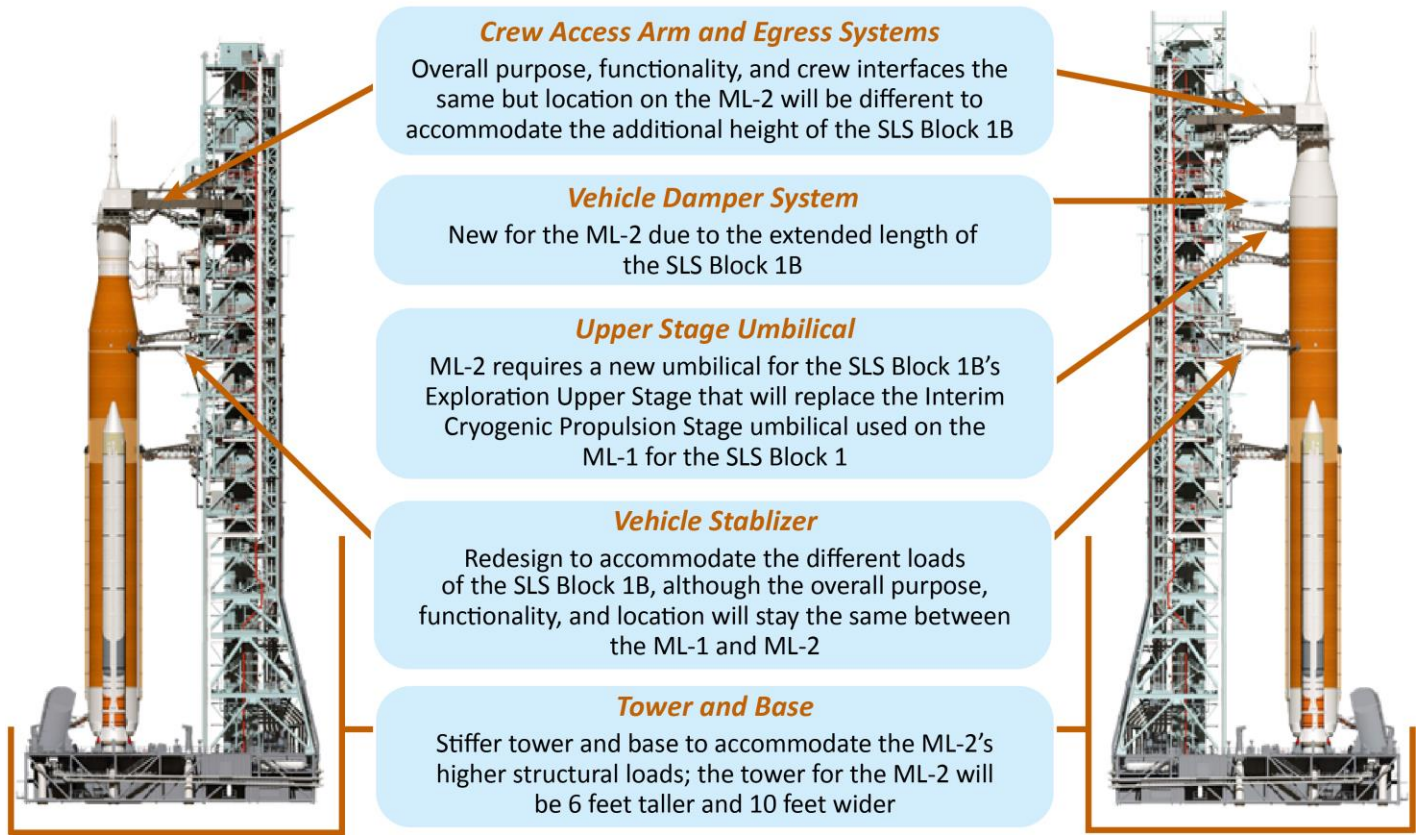 Crew Access Arm and Egress Systems
Overall purpose, functionality, and crew interfaces the
same but location on the ML-2 will be different to
accommodate the additional height of the SLS Block 1B
Vehicle Damper System
New for the ML-2 due to the extended length of
the SLS Block 1B
Upper Stage Umbilical
ML-2 requires a new umbilical for the SLS Block 1B’s
Exploration Upper Stage that will replace the Interim
Cryogenic Propulsion Stage umbilical used on the
ML-1 for the SLS Block 1
Vehicle Stablizer
Redesign to accommodate the different loads
of the SLS Block 1B, although the overall purpose,
functionality, and location will stay the same between
the ML-1 and ML-2
Tower and Base
Stiffer tower and base to accommodate the ML-2’s
higher structural loads; the tower for the ML-2 will
be 6 feet taller and 10 feet wider